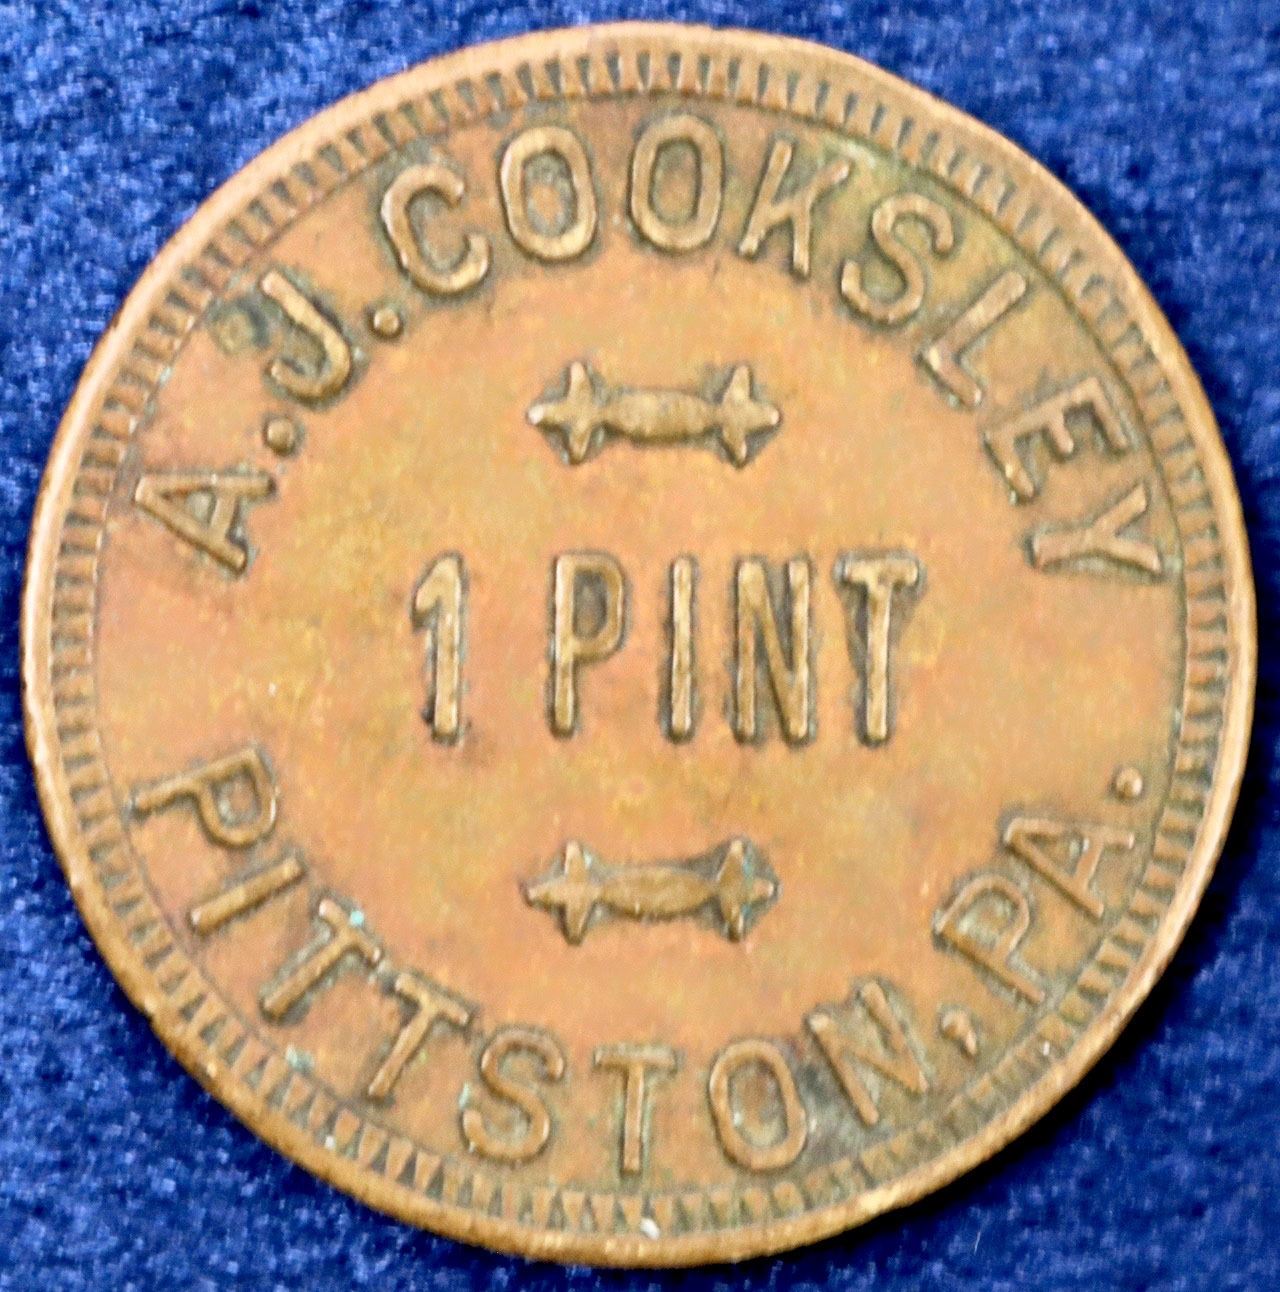 A.J.COOKSLEY
1 PINT
PITTSTON, PA.